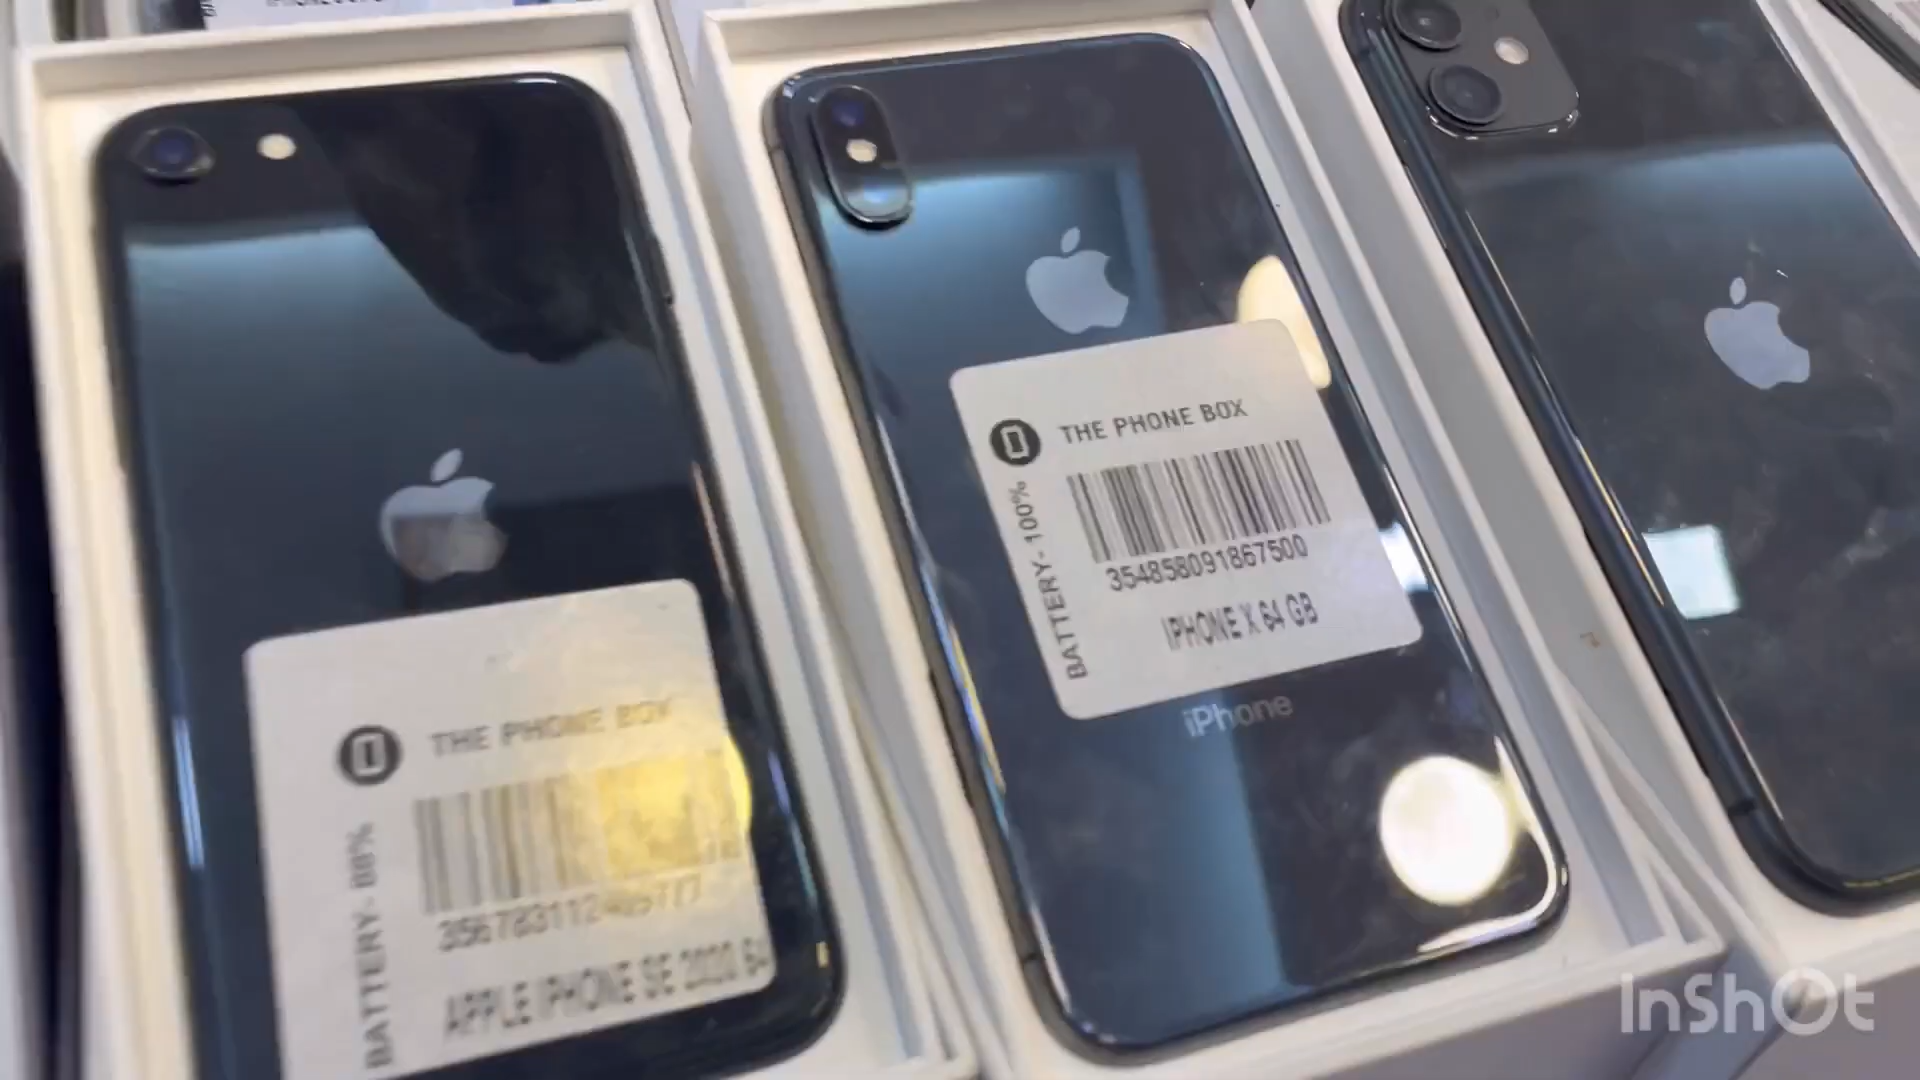 THE PHONE BOX
BATTERY- 88%
APPLE IPHONE SE 2020 64
THE PHONE BOX
BATTERY- 100%
354858091867500
IPHONE X 64 GB
iPhone
InShOt